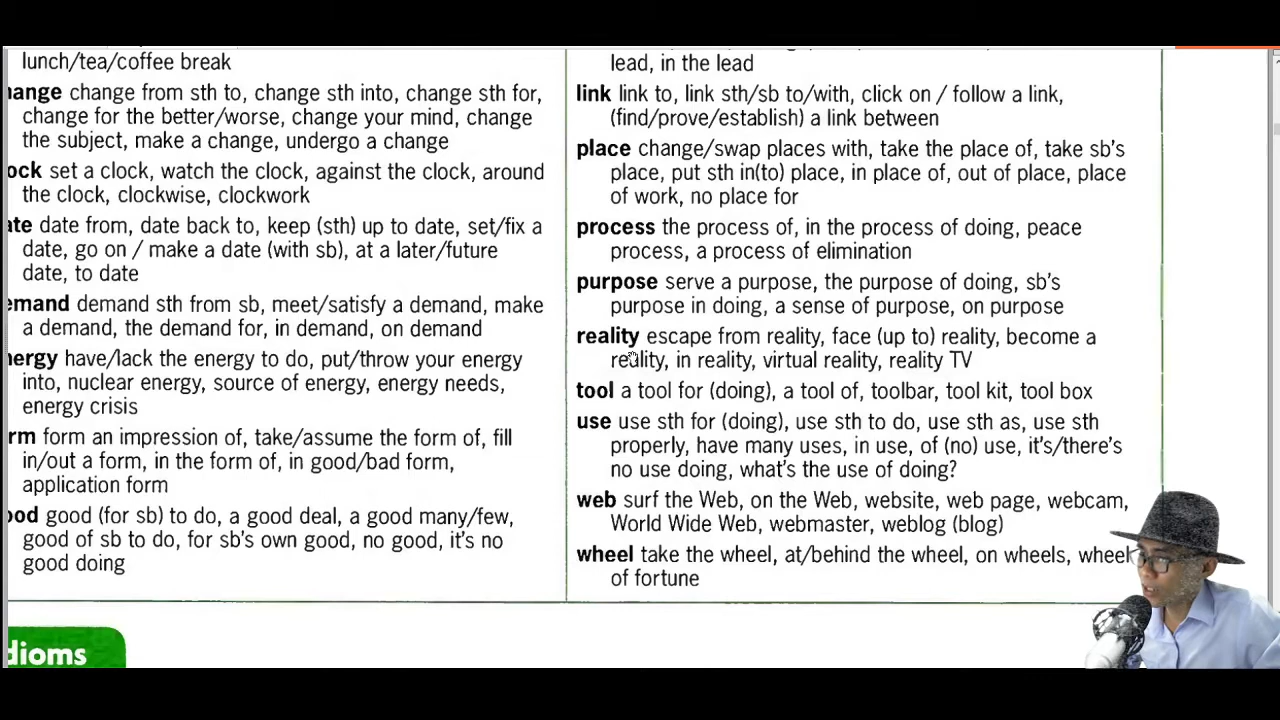 lunch/tea/coffee break
hange change from sth to, change sth into, change sth for,
change for the better/worse, change your mind, change
the subject, make a change, undergo a change
ock set a clock, watch the clock, against the clock, around
the clock, clockwise, clockwork
ate date from, date back to, keep (sth) up to date, set/fix a
date, go on / make a date (with sb), at a later/future
date, to date
emand demand sth from sb, meet/satisfy a demand, make
a demand, the demand for, in demand, on demand
nergy have/lack the energy to do, put/throw your energy
into, nuclear energy, source of energy, energy needs,
energy crisis
rm form an impression of, take/assume the form of, fill
in/out a form, in the form of, in good/bad form,
application form
ood good (for sb) to do, a good deal, a good many/few,
good of sb to do, for sb's own good, no good, it's no
good doing
lead, in the lead
link link to, link sth/sb to/with, click on / follow a link,
(find/prove/establish) a link between
place change/swap places with, take the place of, take sb's
place, put sth in(to) place, in place of, out of place, place
of work, no place for
process the process of, in the process of doing, peace
process, a process of elimination
purpose serve a purpose, the purpose of doing, sb's
purpose in doing, a sense of purpose, on purpose
reality escape from reality, face (up to) reality, become a
reality, in reality, virtual reality, reality TV
tool a tool for (doing), a tool of, toolbar, tool kit, tool box
use use sth for (doing), use sth to do, use sth as, use sth
properly, have many uses, in use, of (no) use, it's/there's
no use doing, what's the use of doing?
web surf the Web, on the Web, website, web page, webcam,
World Wide Web, webmaster, weblog (blog)
wheel take the wheel, at/behind the wheel, on wheels, wheel
of fortune
dioms